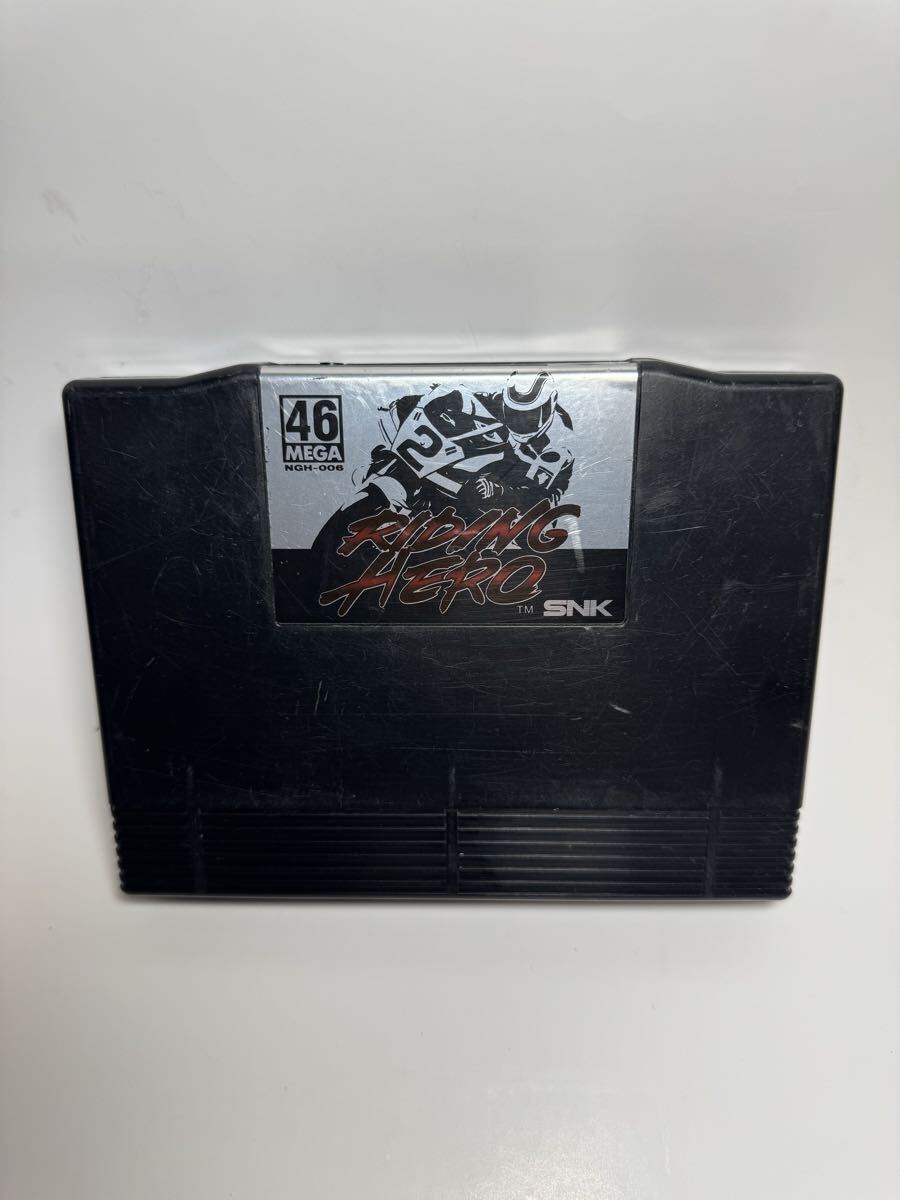 46
MEGA
NGH-006
2
RIDING
HERO
TM SNK